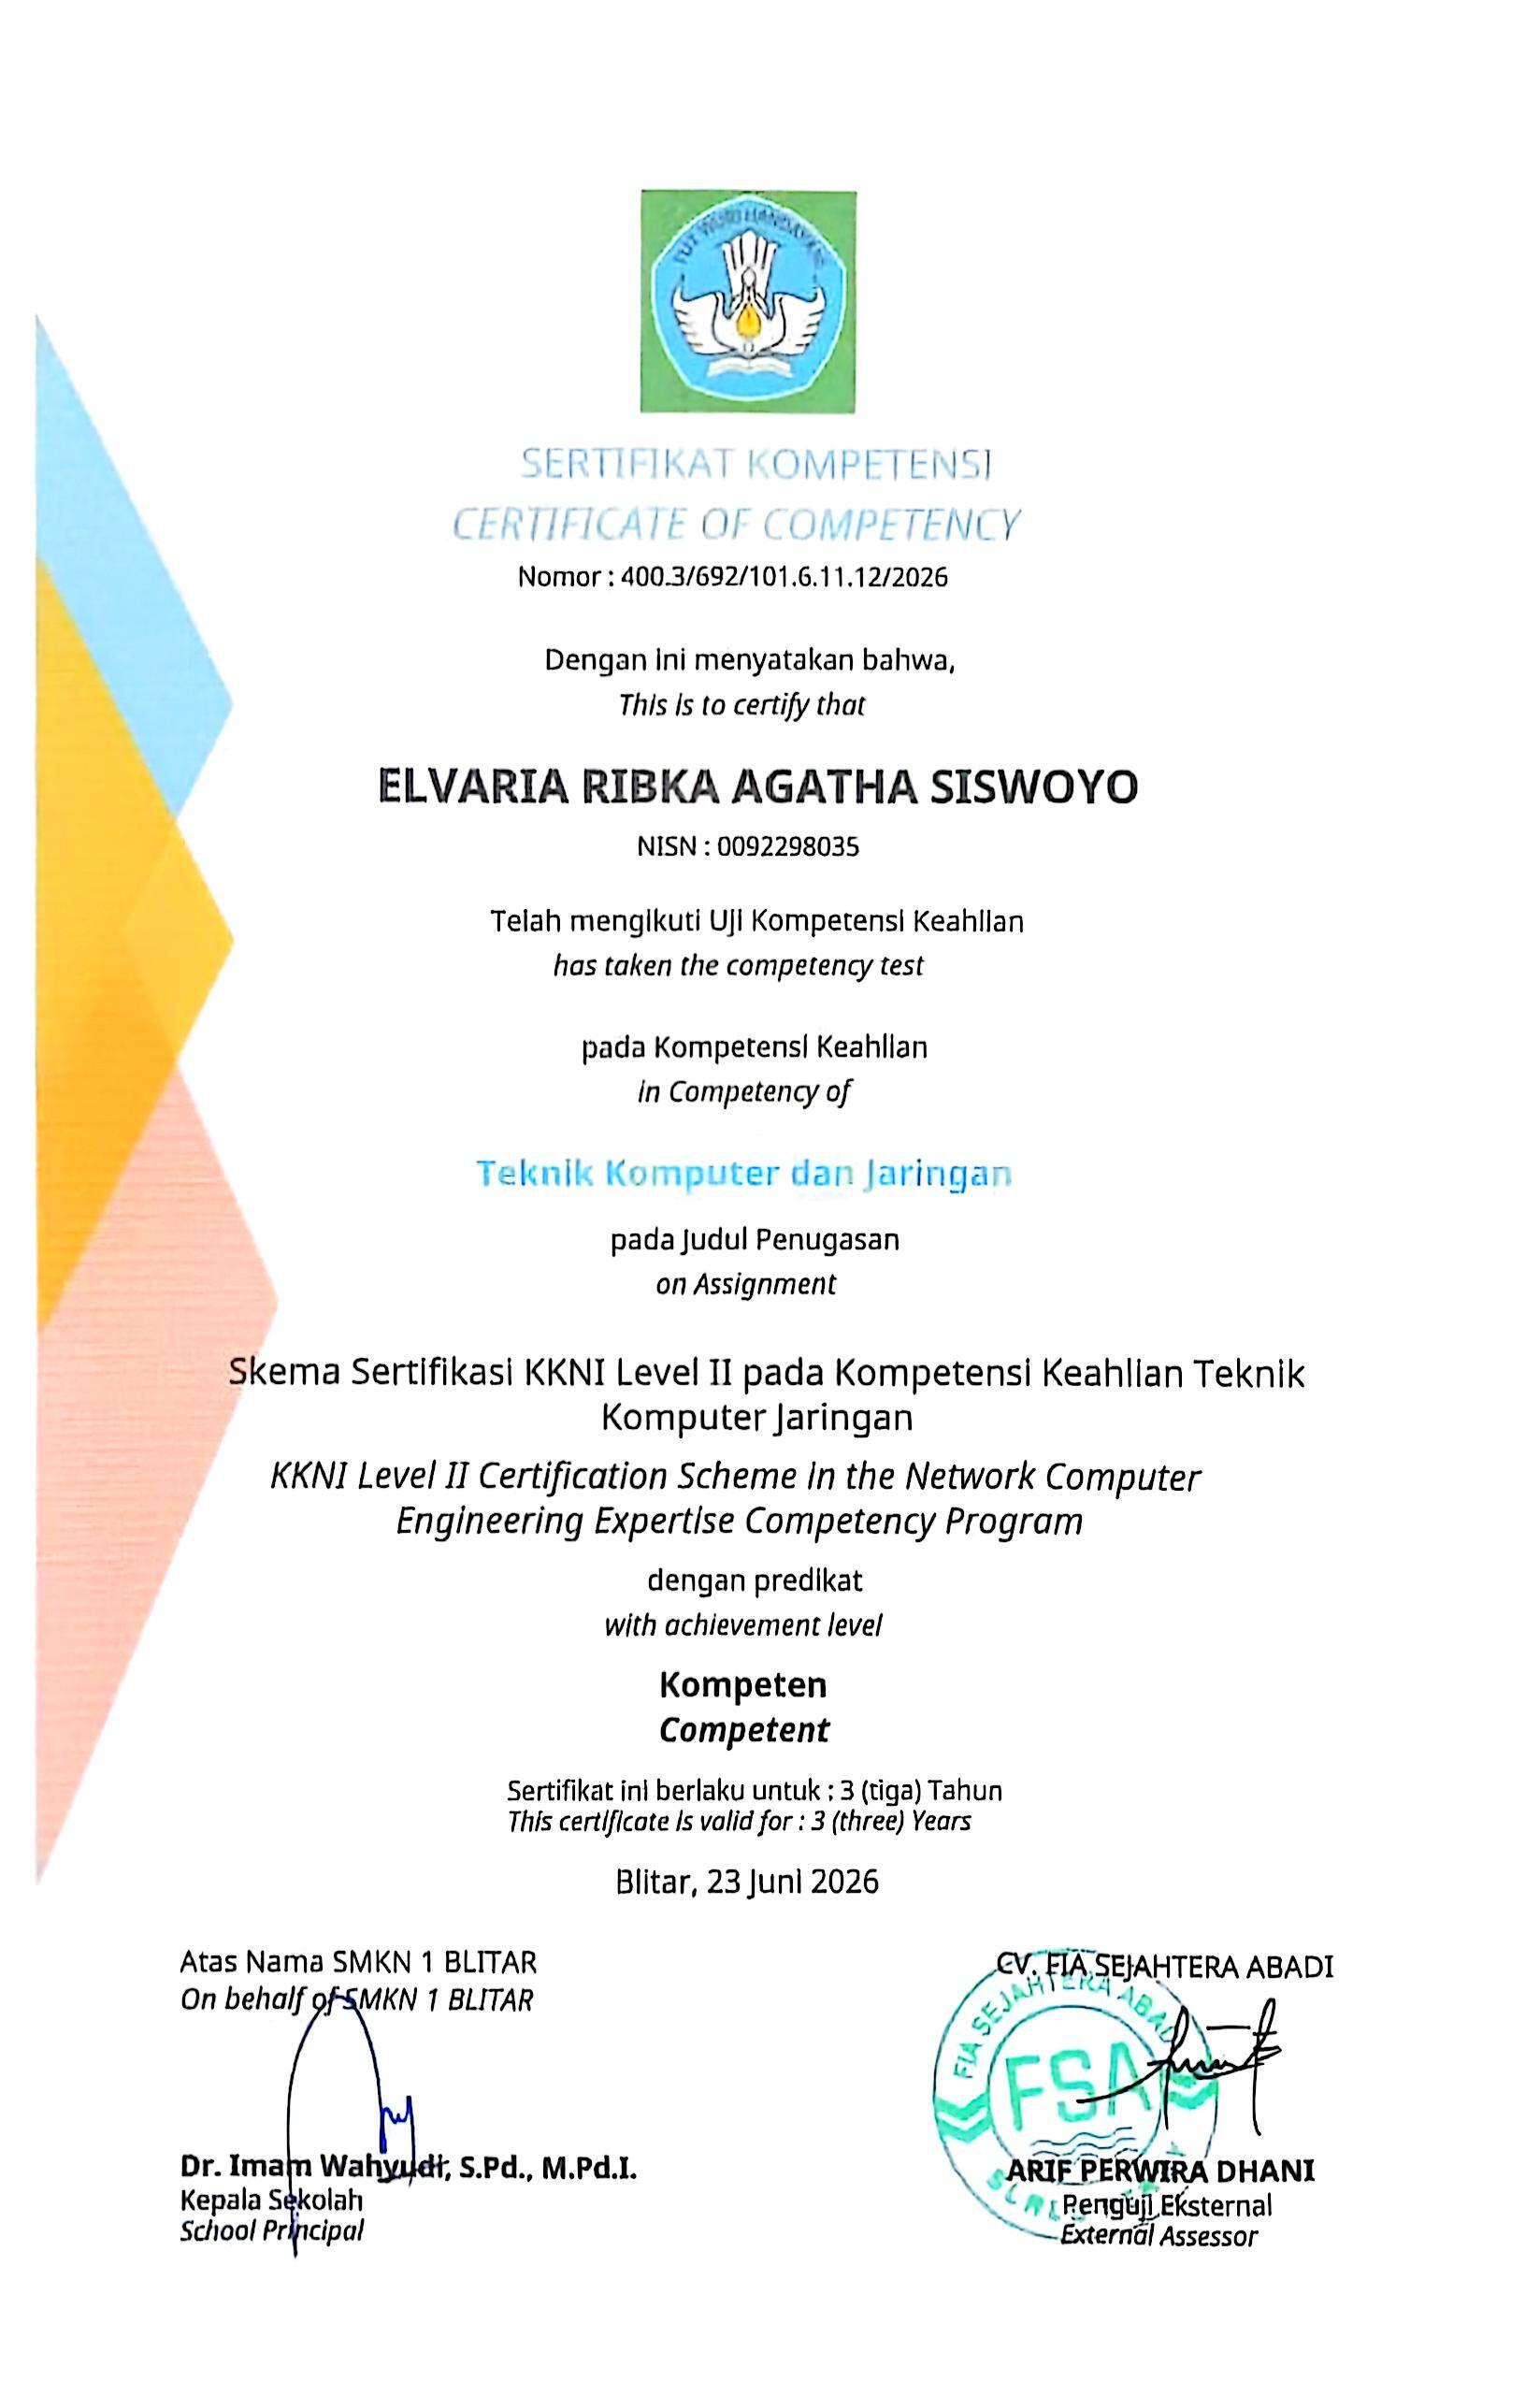 TUT WURI HANDAYANI
SERTIFIKAT KOMPETENSI
CERTIFICATE OF COMPETENCY
Nomor : 400.3/692/101.6.11.12/2026
Dengan ini menyatakan bahwa,
This is to certify that
ELVARIA RIBKA AGATHA SISWOYO
NISN : 0092298035
Telah mengikuti Uji Kompetensi Keahlian
has taken the competency test
pada Kompetensi Keahlian
in Competency of
Teknik Komputer dan Jaringan
pada Judul Penugasan
on Assignment
Skema Sertifikasi KKNI Level II pada Kompetensi Keahlian Teknik
Komputer Jaringan
KKNI Level II Certification Scheme in the Network Computer
Engineering Expertise Competency Program
dengan predikat
with achievement level
Kompeten
Competent
Sertifikat ini berlaku untuk : 3 (tiga) Tahun
This certificate is valid for : 3 (three) Years
Blitar, 23 Juni 2026
Atas Nama SMKN 1 BLITAR
On behalf of SMKN 1 BLITAR
Dr. Imam Wahyudi, S.Pd., M.Pd.I.
Kepala Sekolah
School Principal
CV. FIA SEJAHTERA ABADI
FIA SEJAHTERA ABADI
FSA
ARIF PERWIRA DHANI
Penguji Eksternal
External Assessor